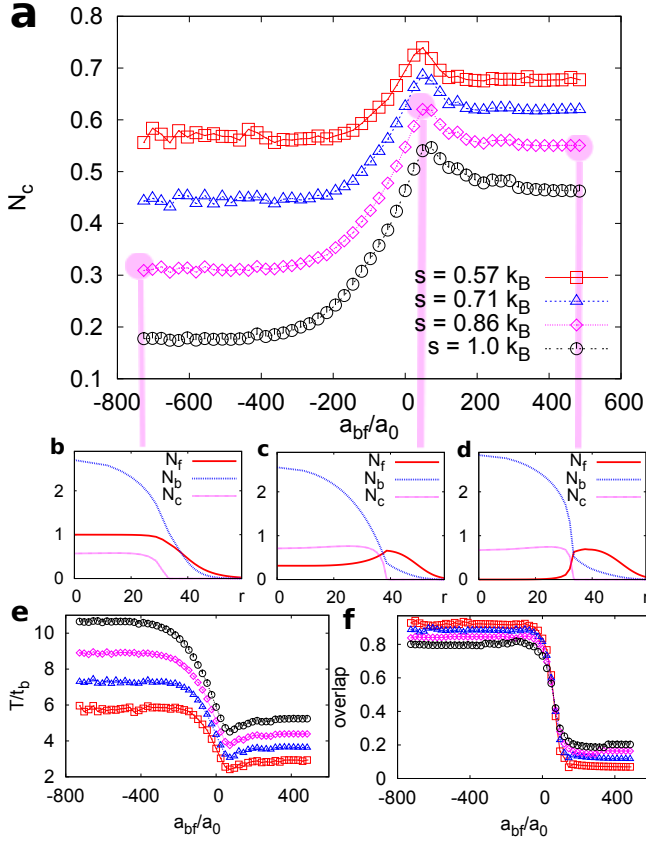 a
N_c
0.8
0.7
0.6
0.5
0.4
0.3
0.2
0.1
s = 0.57 k_B
s = 0.71 k_B
s = 0.86 k_B
s = 1.0 k_B
-800 -600 -400 -200 0 200 400 600
a_bf/a_0
b
N_f
N_b
N_c
2
1
0
0 20 40 r
c
N_f
N_b
N_c
2
1
0
0 20 40 r
d
N_f
N_b
N_c
2
1
0
0 20 40 r
e
T/t_b
10
8
6
4
2
-800 -400 0 400
a_bf/a_0
f
overlap
0.8
0.6
0.4
0.2
0
-800 -400 0 400
a_bf/a_0